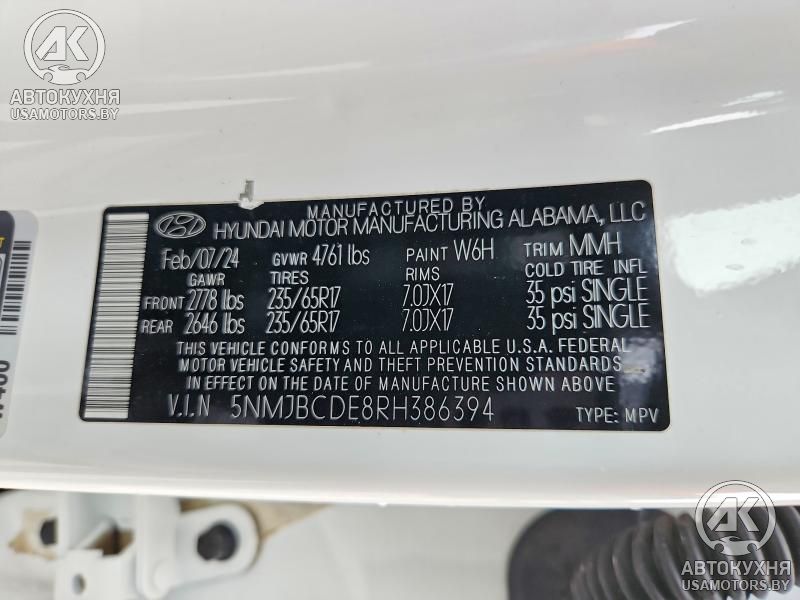 АК
АВТОКУХНЯ
USAMOTORS.BY
MANUFACTURED BY
HYUNDAI MOTOR MANUFACTURING ALABAMA, LLC
Feb/07/24 GVWR 4761 lbs PAINT W6H TRIM MMH
GAWR TIRES RIMS COLD TIRE INFL
FRONT 2778 lbs 235/65R17 7.0JX17 35 psi SINGLE
REAR 2646 lbs 235/65R17 7.0JX17 35 psi SINGLE
THIS VEHICLE CONFORMS TO ALL APPLICABLE U.S.A. FEDERAL
MOTOR VEHICLE SAFETY AND THEFT PREVENTION STANDARDS
IN EFFECT ON THE DATE OF MANUFACTURE SHOWN ABOVE.
V.I.N 5NMJBCDE8RH386394 TYPE: MPV
АК
АВТОКУХНЯ
USAMOTORS.BY